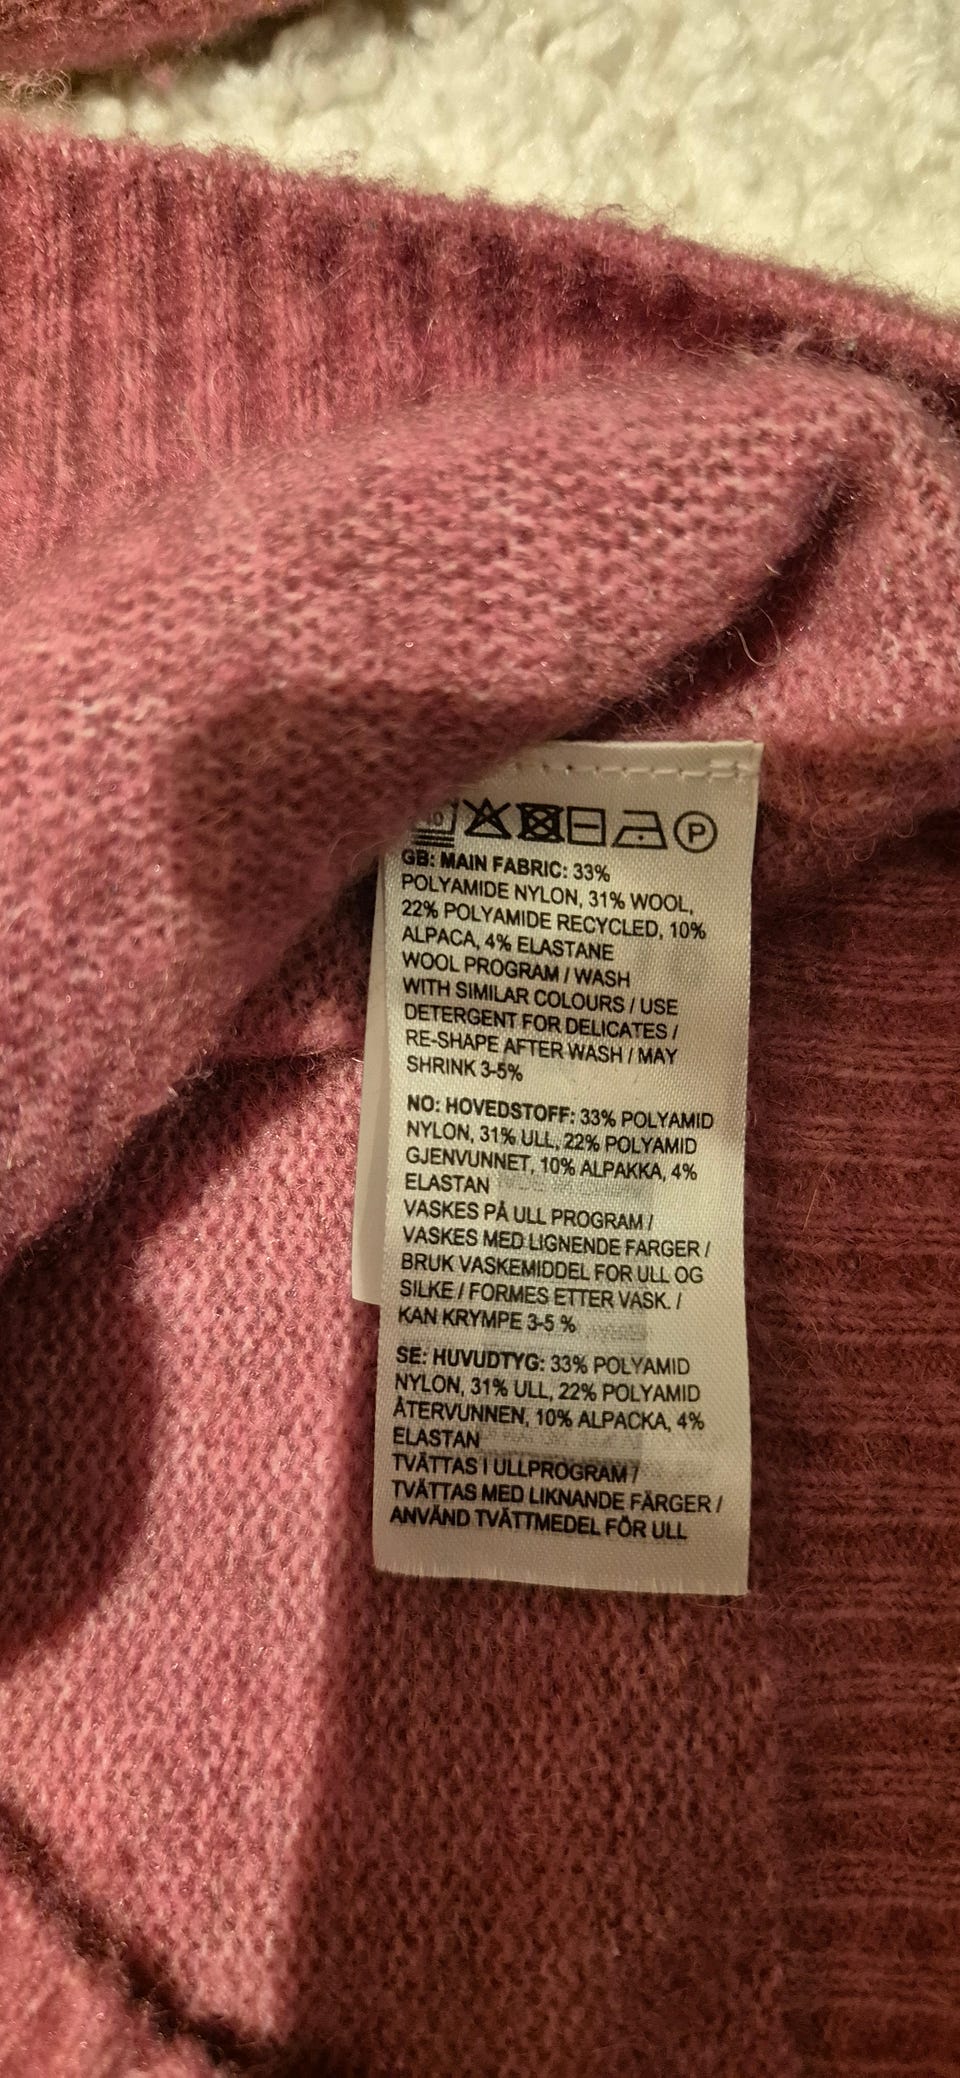 P
GB: MAIN FABRIC: 33%
POLYAMIDE NYLON, 31% WOOL,
22% POLYAMIDE RECYCLED, 10%
ALPACA, 4% ELASTANE
WOOL PROGRAM / WASH
WITH SIMILAR COLOURS / USE
DETERGENT FOR DELICATES /
RE-SHAPE AFTER WASH / MAY
SHRINK 3-5%
NO: HOVEDSTOFF: 33% POLYAMID
NYLON, 31% ULL, 22% POLYAMID
GJENVUNNET, 10% ALPAKKA, 4%
ELASTAN
VASKES PÅ ULL PROGRAM /
VASKES MED LIGNENDE FARGER /
BRUK VASKEMIDDEL FOR ULL OG
SILKE / FORMES ETTER VASK. /
KAN KRYMPE 3-5 %
SE: HUVUDTYG: 33% POLYAMID
NYLON, 31% ULL, 22% POLYAMID
ÅTERVUNNEN, 10% ALPACKA, 4%
ELASTAN
TVÄTTAS I ULLPROGRAM /
TVÄTTAS MED LIKNANDE FÄRGER /
ANVÄND TVÄTTMEDEL FÖR ULL